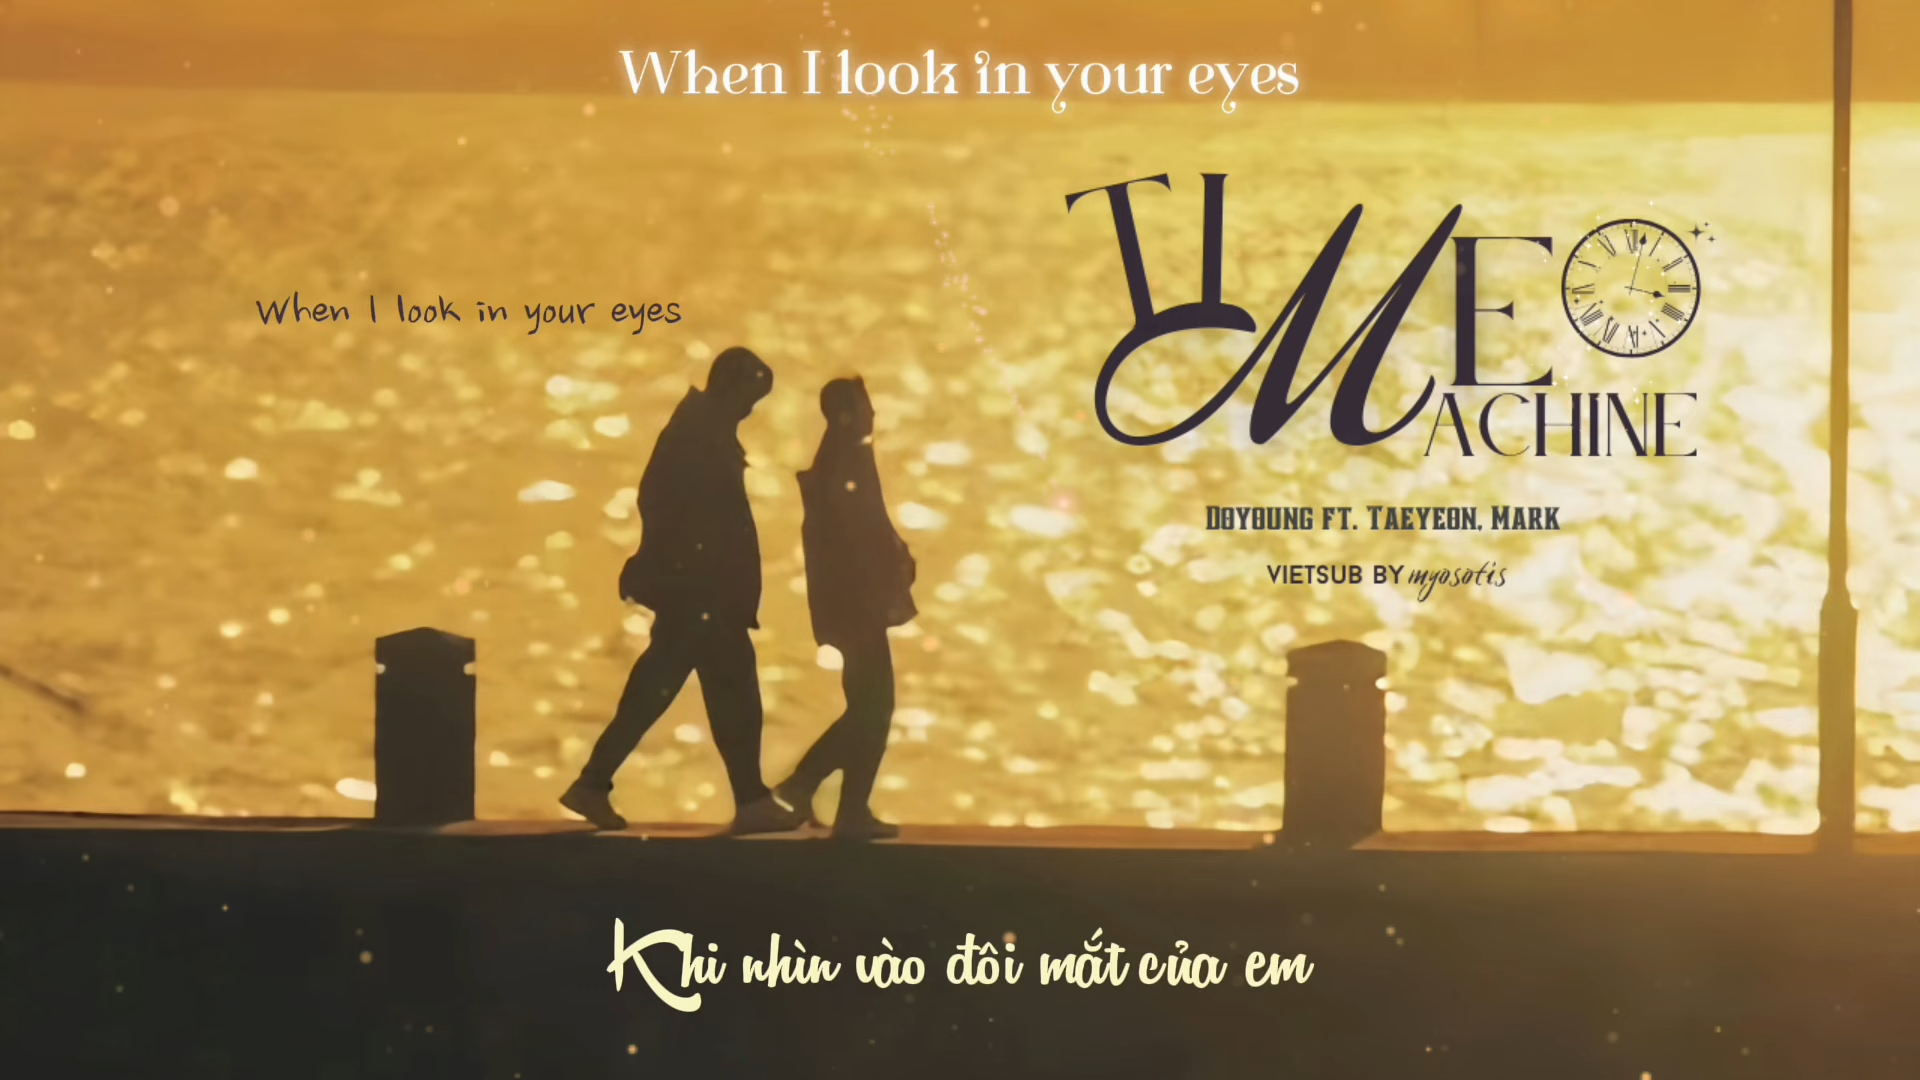 When I look in your eyes
TIME
MACHINE
When I look in your eyes
DOYOUNG FT. TAEYEON, MARK
VIETSUB BY myosotis
Khi nhìn vào đôi mắt của em